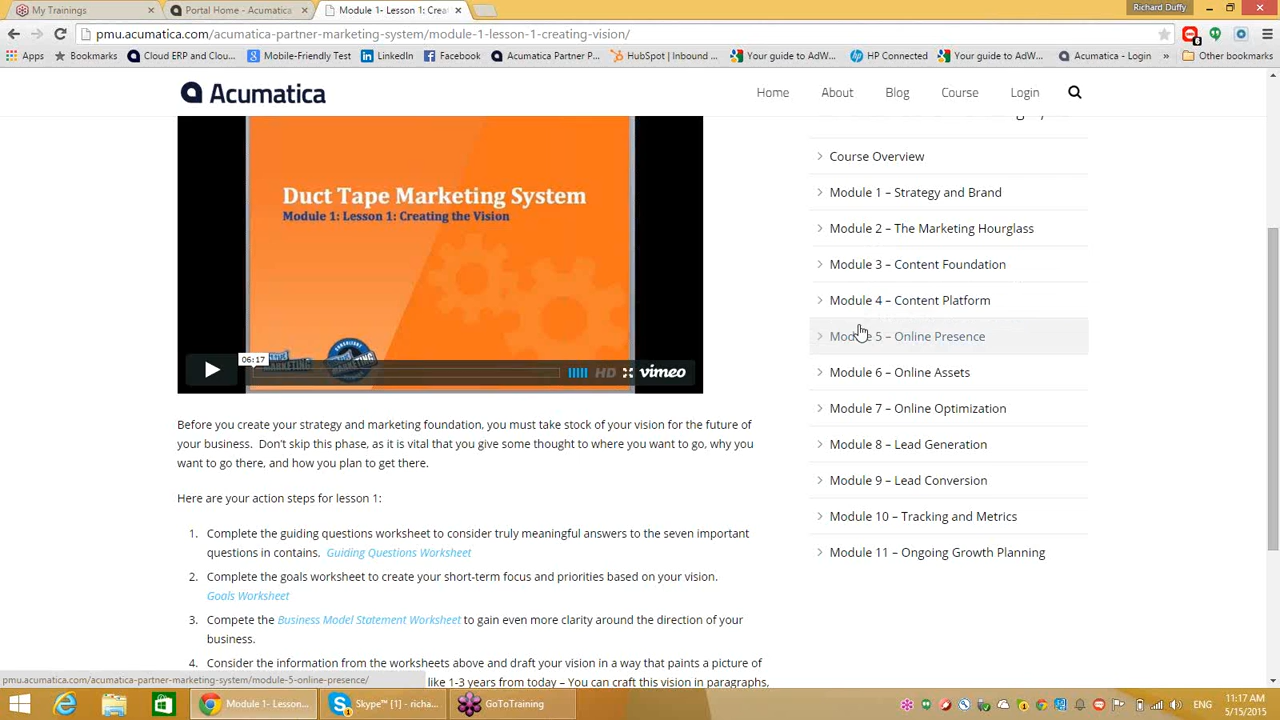 My Trainings
Portal Home - Acumatica
Module 1- Lesson 1: Crea
Richard Duffy
pmu.acumatica.com/acumatica-partner-marketing-system/module-1-lesson-1-creating-vision/
8
Apps
Bookmarks
Cloud ERP and Clou...
Mobile-Friendly Test
LinkedIn
Facebook
Acumatica Partner P...
HubSpot | Inbound ...
Your guide to AdW...
HP Connected
Your guide to AdW...
Acumatica - Login
»
Other bookmarks
Acumatica
Home
About
Blog
Course
Login
Duct Tape Marketing System
Module 1: Lesson 1: Creating the Vision
06:17
HD
vimeo
Before you create your strategy and marketing foundation, you must take stock of your vision for the future of
your business. Don't skip this phase, as it is vital that you give some thought to where you want to go, why you
want to go there, and how you plan to get there.
Here are your action steps for lesson 1:
1. Complete the guiding questions worksheet to consider truly meaningful answers to the seven important
questions in contains. Guiding Questions Worksheet
2. Complete the goals worksheet to create your short-term focus and priorities based on your vision.
Goals Worksheet
3. Compete the Business Model Statement Worksheet to gain even more clarity around the direction of your
business.
4. Consider the information from the worksheets above and draft your vision in a way that paints a picture of
like 1-3 years from today – You can craft this vision in paragraphs,
Course Overview
Module 1 – Strategy and Brand
Module 2 – The Marketing Hourglass
Module 3 – Content Foundation
Module 4 – Content Platform
Module 5 – Online Presence
Module 6 – Online Assets
Module 7 – Online Optimization
Module 8 – Lead Generation
Module 9 – Lead Conversion
Module 10 – Tracking and Metrics
Module 11 – Ongoing Growth Planning
pmu.acumatica.com/acumatica-partner-marketing-system/module-5-online-presence/
Module 1- Lesson...
Skype™ [1] - richa...
GoToTraining
ENG
11:17 AM
5/15/2015